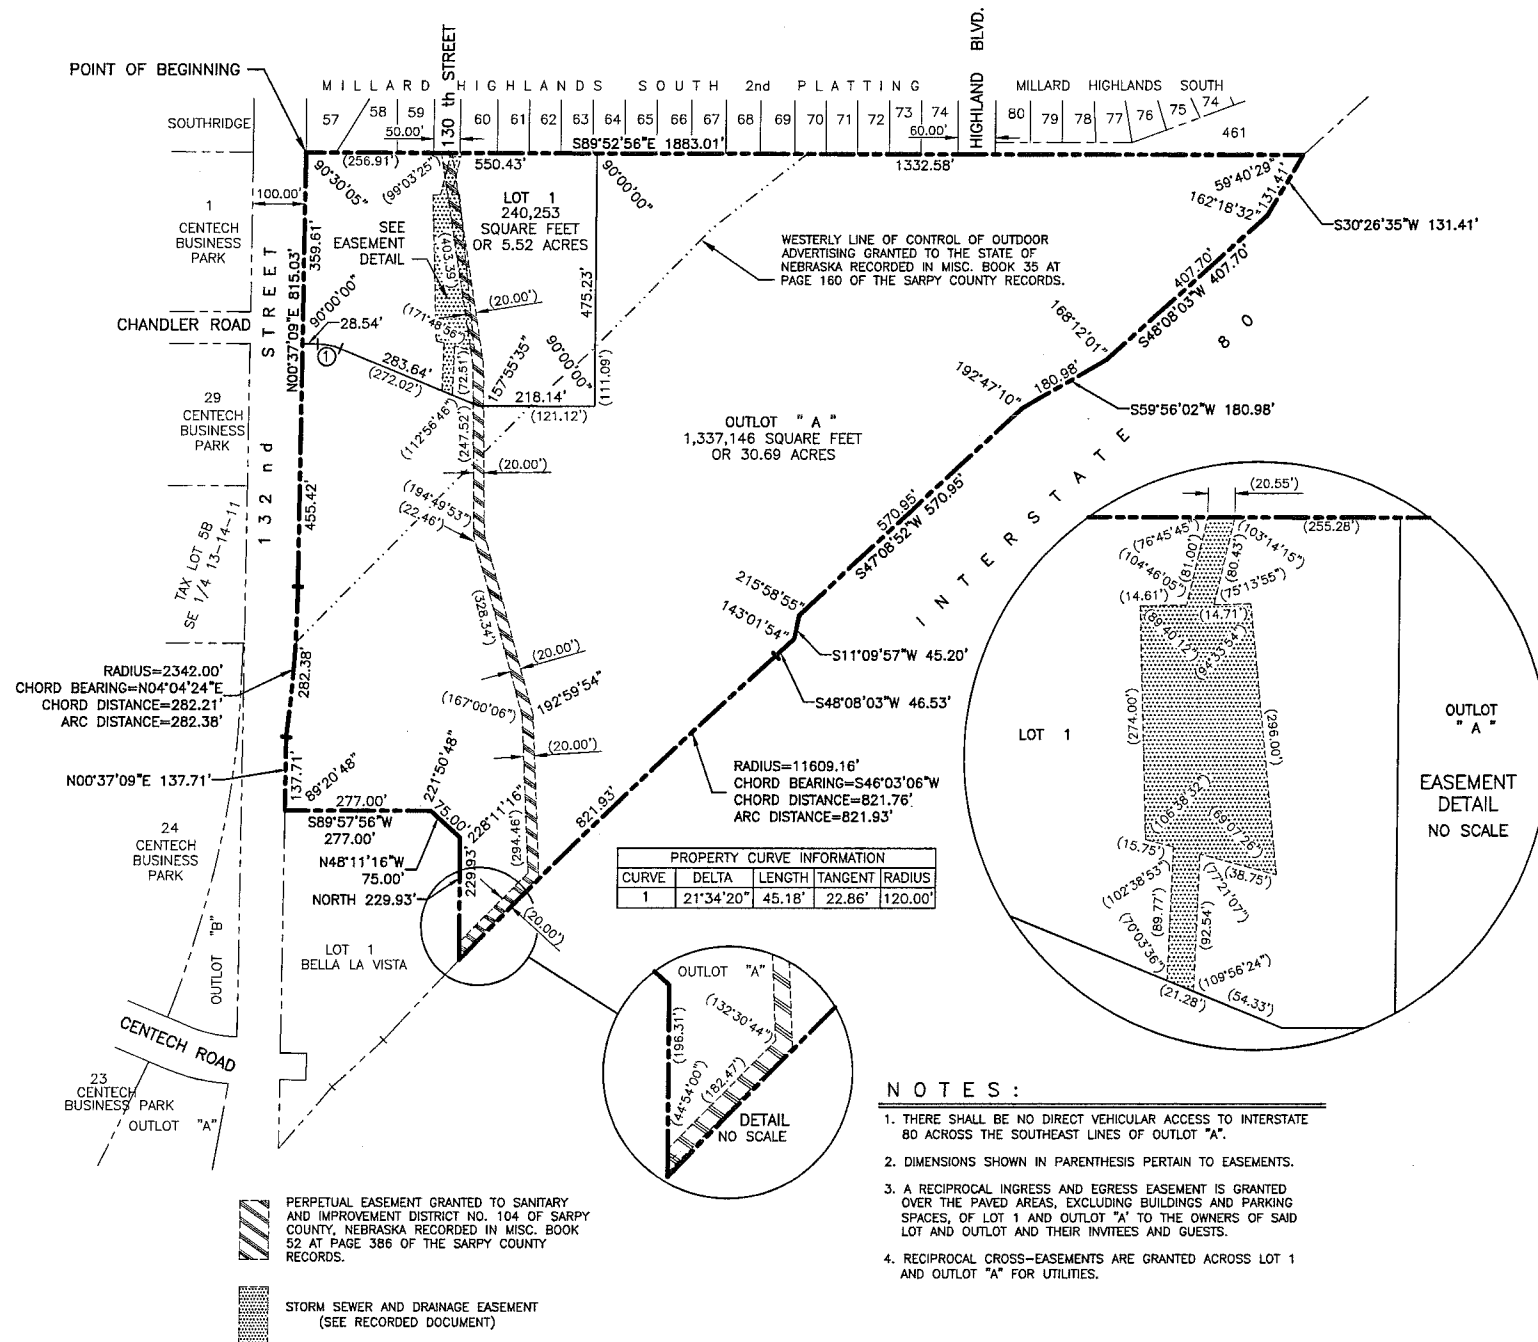 130 th STREET
HIGHLAND BLVD.
POINT OF BEGINNING
MILLARD HIGHLANDS SOUTH 2nd PLATTING
MILLARD HIGHLANDS SOUTH
SOUTHRIDGE
57 58 59 60 61 62 63 64 65 66 67 68 69 70 71 72 73 74
80 79 78 77 76 75 74
461
50.00'
60.00'
S89°52'56"E 1883.01'
(256.91')
550.43'
1332.58'
90°30'05"
(99°03'25")
90°00'00"
59°40'29"
131.41'
162°18'32"
S30°26'35"W 131.41'
100.00'
1
CENTECH
BUSINESS
PARK
359.61'
N00°37'09"E 815.03'
LOT 1
240,253
SQUARE FEET
OR 5.52 ACRES
SEE
EASEMENT
DETAIL
(403.39)
475.23'
WESTERLY LINE OF CONTROL OF OUTDOOR
ADVERTISING GRANTED TO THE STATE OF
NEBRASKA RECORDED IN MISC. BOOK 35 AT
PAGE 160 OF THE SARPY COUNTY RECORDS.
407.70'
S48°08'03"W 407.70'
(20.00')
(171°48'56")
CHANDLER ROAD
90°00'00"
28.54'
1
283.64'
(272.02')
(72.51')
157°55'35"
90°00'00"
(111.09')
218.14'
(121.12')
168°12'01"
192°47'10"
180.98'
S59°56'02"W 180.98'
29
CENTECH
BUSINESS
PARK
132nd STREET
(112°56'46")
(247.52')
(20.00')
OUTLOT "A"
1,337,146 SQUARE FEET
OR 30.69 ACRES
INTERSTATE 80
455.42'
(194°49'53")
(22.46')
570.95'
S47°08'52"W 570.95'
TAX LOT 5B
SE 1/4 13-14-11
215°58'55"
143°01'54"
S11°09'57"W 45.20'
S48°08'03"W 46.53'
(328.34')
(20.00')
RADIUS=2342.00'
CHORD BEARING=N04°04'24"E
CHORD DISTANCE=282.21'
ARC DISTANCE=282.38'
282.38'
(167°00'06")
192°59'54"
(20.00')
N00°37'09"E 137.71'
137.71'
89°20'48"
277.00'
S89°57'56"W
277.00'
221°50'48"
75.00'
228°11'16"
N48°11'16"W
75.00'
(294.46')
821.93'
RADIUS=11609.16'
CHORD BEARING=S46°03'06"W
CHORD DISTANCE=821.76'
ARC DISTANCE=821.93'
24
CENTECH
BUSINESS
PARK
NORTH 229.93'
229.93'
(20.00')
LOT 1
BELLA LA VISTA
OUTLOT "B"
CENTECH ROAD
23
CENTECH
BUSINESS PARK
OUTLOT "A"
PROPERTY CURVE INFORMATION
CURVE DELTA LENGTH TANGENT RADIUS
1 21°34'20" 45.18' 22.86' 120.00'
OUTLOT "A"
(132°30'44")
(196.31')
(44°54'00")
(182.47')
DETAIL
NO SCALE
(20.55')
(255.28')
(76°45'45")
(103°14'15")
(104°46'05")
(81.00')
(80.43')
(75°13'55")
(14.61')
(14.71')
(89°40'12")
(94°33'54")
(274.00')
(296.00')
LOT 1
OUTLOT
"A"
EASEMENT
DETAIL
NO SCALE
(106°38'32")
(69°07'26")
(15.75')
(38.75')
(102°38'53")
(77°21'07")
(89.77')
(92.54')
(70°03'36")
(109°56'24")
(21.28')
(54.33')
NOTES:
1. THERE SHALL BE NO DIRECT VEHICULAR ACCESS TO INTERSTATE
80 ACROSS THE SOUTHEAST LINES OF OUTLOT "A".
2. DIMENSIONS SHOWN IN PARENTHESIS PERTAIN TO EASEMENTS.
3. A RECIPROCAL INGRESS AND EGRESS EASEMENT IS GRANTED
OVER THE PAVED AREAS, EXCLUDING BUILDINGS AND PARKING
SPACES, OF LOT 1 AND OUTLOT "A' TO THE OWNERS OF SAID
LOT AND OUTLOT AND THEIR INVITEES AND GUESTS.
4. RECIPROCAL CROSS-EASEMENTS ARE GRANTED ACROSS LOT 1
AND OUTLOT "A" FOR UTILITIES.
PERPETUAL EASEMENT GRANTED TO SANITARY
AND IMPROVEMENT DISTRICT NO. 104 OF SARPY
COUNTY, NEBRASKA RECORDED IN MISC. BOOK
52 AT PAGE 386 OF THE SARPY COUNTY
RECORDS.
STORM SEWER AND DRAINAGE EASEMENT
(SEE RECORDED DOCUMENT)